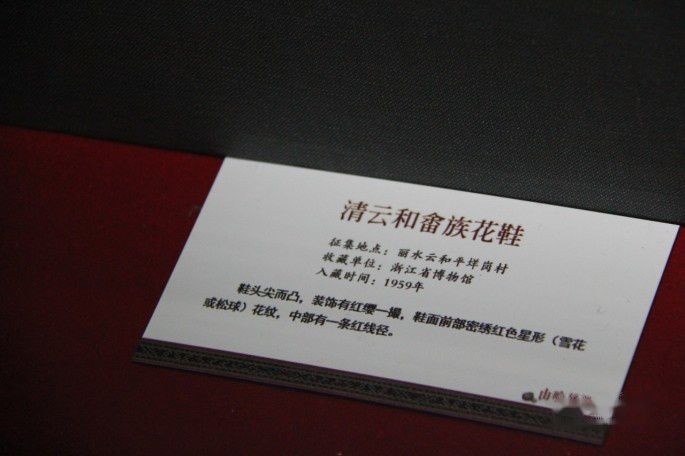 清云和畲族花鞋
征集地点：丽水云和平垟岗村
收藏单位：浙江省博物馆
入藏时间：1959年
鞋头尖而凸，装饰有红缨一撮，鞋面前部密绣红色星形（雪花
或松球）花纹，中部有一条红线径。